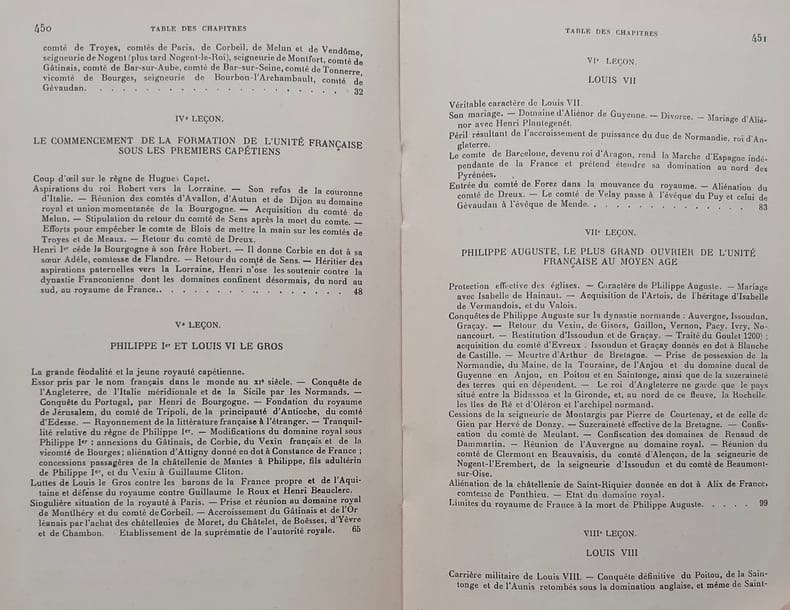 450
TABLE DES CHAPITRES
comté de Troyes, comtés de Paris, de Corbeil, de Melun et de Vendôme,
seigneurie de Nogent (plus tard Nogent-le-Roi), seigneurie de Montfort, comté de
Gâtinais, comté de Bar-sur-Aube, comté de Bar-sur-Seine, comté de Tonnerre,
vicomté de Bourges, seigneurie de Bourbon-l'Archambault, comté de
Gévaudan. . . . . . . . . . . . . . . . . . . 32
IVe LEÇON.
LE COMMENCEMENT DE LA FORMATION DE L'UNITÉ FRANÇAISE
SOUS LES PREMIERS CAPÉTIENS
Coup d'œil sur le règne de Hugues Capet.
Aspirations du roi Robert vers la Lorraine. — Son refus de la couronne
d'Italie. — Réunion des comtés d'Avallon, d'Autun et de Dijon au domaine
royal et union momentanée de la Bourgogne. — Acquisition du comté de
Melun. — Stipulation du retour du comté de Sens après la mort du comte. —
Efforts pour empêcher le comte de Blois de mettre la main sur les comtés de
Troyes et de Meaux. — Retour du comté de Dreux.
Henri Ier cède la Bourgogne à son frère Robert. — Il donne Corbie en dot à sa
sœur Adèle, comtesse de Flandre. — Retour du comté de Sens. — Héritier des
aspirations paternelles vers la Lorraine, Henri n'ose les soutenir contre la
dynastie Franconienne dont les domaines confinent désormais, du nord au
sud, au royaume de France.. . . . . . . . . . . . . . . 48
Ve LEÇON.
PHILIPPE Ier ET LOUIS VI LE GROS
La grande féodalité et la jeune royauté capétienne.
Essor pris par le nom français dans le monde au XIe siècle. — Conquête de
l'Angleterre, de l'Italie méridionale et de la Sicile par les Normands. —
Conquête du Portugal, par Henri de Bourgogne. — Fondation du royaume
de Jérusalem, du comté de Tripoli, de la principauté d'Antioche, du comté
d'Edesse. — Rayonnement de la littérature française à l'étranger. — Tranquil-
lité relative du règne de Philippe Ier. — Modifications du domaine royal sous
Philippe Ier : annexions du Gâtinais, de Corbie, du Vexin français et de la
vicomté de Bourges; aliénation d'Attigny donné en dot à Constance de France ;
concessions passagères de la châtellenie de Mantes à Philippe, fils adultérin
de Philippe Ier, et du Vexin à Guillaume Cliton.
Luttes de Louis le Gros contre les barons de la France propre et de l'Aqui-
taine et défense du royaume contre Guillaume le Roux et Henri Beauclerc.
Singulière situation de la royauté à Paris. — Prise et réunion au domaine royal
de Montlhéry et du comté de Corbeil. — Accroissement du Gâtinais et de l'Or
léanais par l'achat des châtellenies de Moret, du Châtelet, de Boësses, d'Yèvre
et de Chambon. Etablissement de la suprématie de l'autorité royale. 65
TABLE DES CHAPITRES
451
VIe LEÇON.
LOUIS VII
Véritable caractère de Louis VII.
Son mariage. — Domaine d'Aliénor de Guyenne. — Divorce. — Mariage d'Alié-
nor avec Henri Plantegenêt.
Péril résultant de l'accroissement de puissance du duc de Normandie, roi d'An-
gleterre.
Le comte de Barcelone, devenu roi d'Aragon, rend la Marche d'Espagne indé-
pendante de la France et prétend étendre sa domination au nord des
Pyrénées.
Entrée du comté de Forez dans la mouvance du royaume. — Aliénation du
comté de Dreux. — Le comté de Velay passe à l'évêque du Puy et celui de
Gévaudan à l'évêque de Mende. . . . . . . . . . . . . . 83
VIIe LEÇON.
PHILIPPE AUGUSTE, LE PLUS GRAND OUVRIER DE L'UNITÉ
FRANÇAISE AU MOYEN AGE
Protection effective des églises. — Caractère de Philippe Auguste. — Mariage
avec Isabelle de Hainaut. — Acquisition de l'Artois, de l'héritage d'Isabelle
de Vermandois, et du Valois.
Conquêtes de Philippe Auguste sur la dynastie normande : Auvergne, Issoudun,
Graçay. — Retour du Vexin, de Gisors, Gaillon, Vernon, Pacy, Ivry, No-
nancourt. — Restitution d'Issoudun et de Graçay. — Traité du Goulet 1200) ;
acquisition du comté d'Evreux. Issoudun et Graçay donnés en dot à Blanche
de Castille. — Meurtre d'Arthur de Bretagne. — Prise de possession de la
Normandie, du Maine, de la Touraine, de l'Anjou et du domaine ducal de
Guyenne en Anjou, en Poitou et en Saintonge, ainsi que de la suzeraineté
des terres qui en dépendent. — Le roi d'Angleterre ne garde que le pays
situé entre la Bidassoa et la Gironde, et, au nord de ce fleuve, la Rochelle,
les îles de Ré et d'Oléron et l'archipel normand.
Cessions de la seigneurie de Montargis par Pierre de Courtenay, et de celle de
Gien par Hervé de Donzy. — Suzeraineté effective de la Bretagne. — Confis-
cation du comté de Meulant. — Confiscation des domaines de Renaud de
Dammartin. — Réunion de l'Auvergne au domaine royal. — Réunion du
comté de Clermont en Beauvaisis, du comté d'Alençon, de la seigneurie de
Nogent-l'Erembert, de la seigneurie d'Issoudun et du comté de Beaumont-
sur-Oise.
Aliénation de la châtellenie de Saint-Riquier donnée en dot à Alix de France,
comtesse de Ponthieu. — Etat du domaine royal.
Limites du royaume de France à la mort de Philippe Auguste. . . . . 99
VIIIe LEÇON.
LOUIS VIII
Carrière militaire de Louis VIII. — Conquête définitive du Poitou, de la Sain-
tonge et de l'Aunis retombés sous la domination anglaise, et même de Saint-